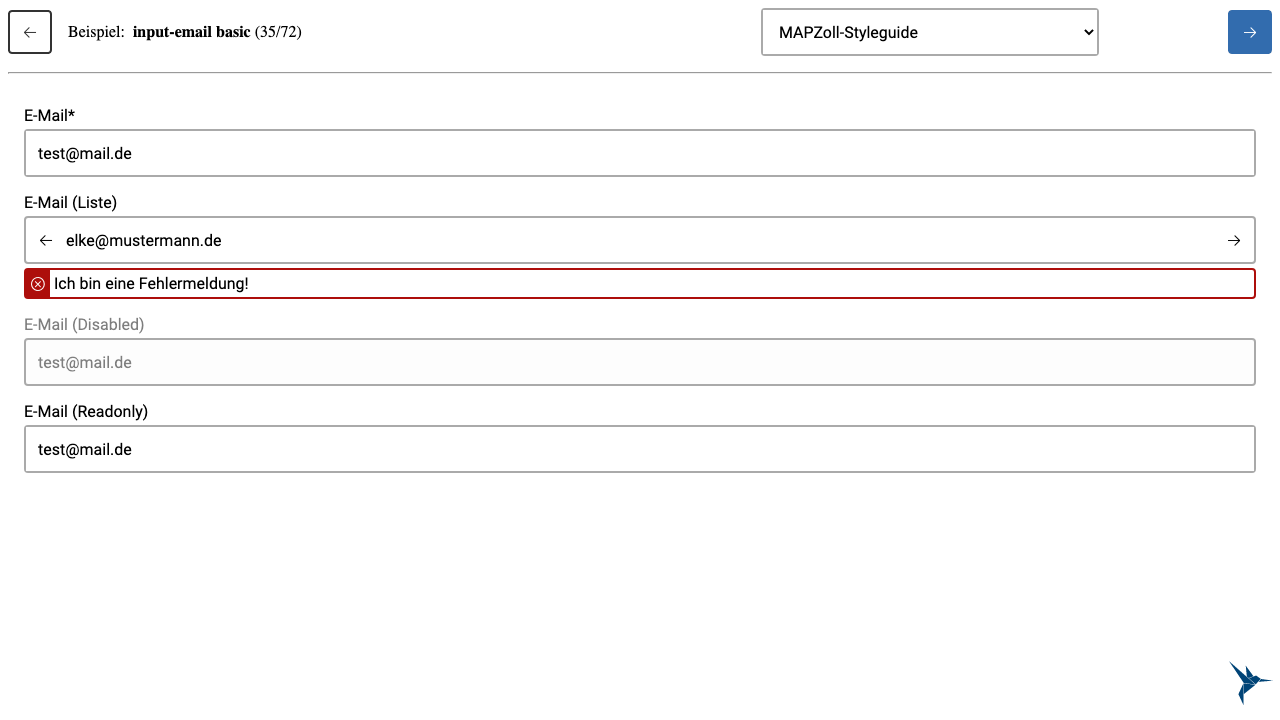 Beispiel: input-email basic (35/72)
MAPZoll-Styleguide
E-Mail*
test@mail.de
E-Mail (Liste)
elke@mustermann.de
Ich bin eine Fehlermeldung!
E-Mail (Disabled)
test@mail.de
E-Mail (Readonly)
test@mail.de